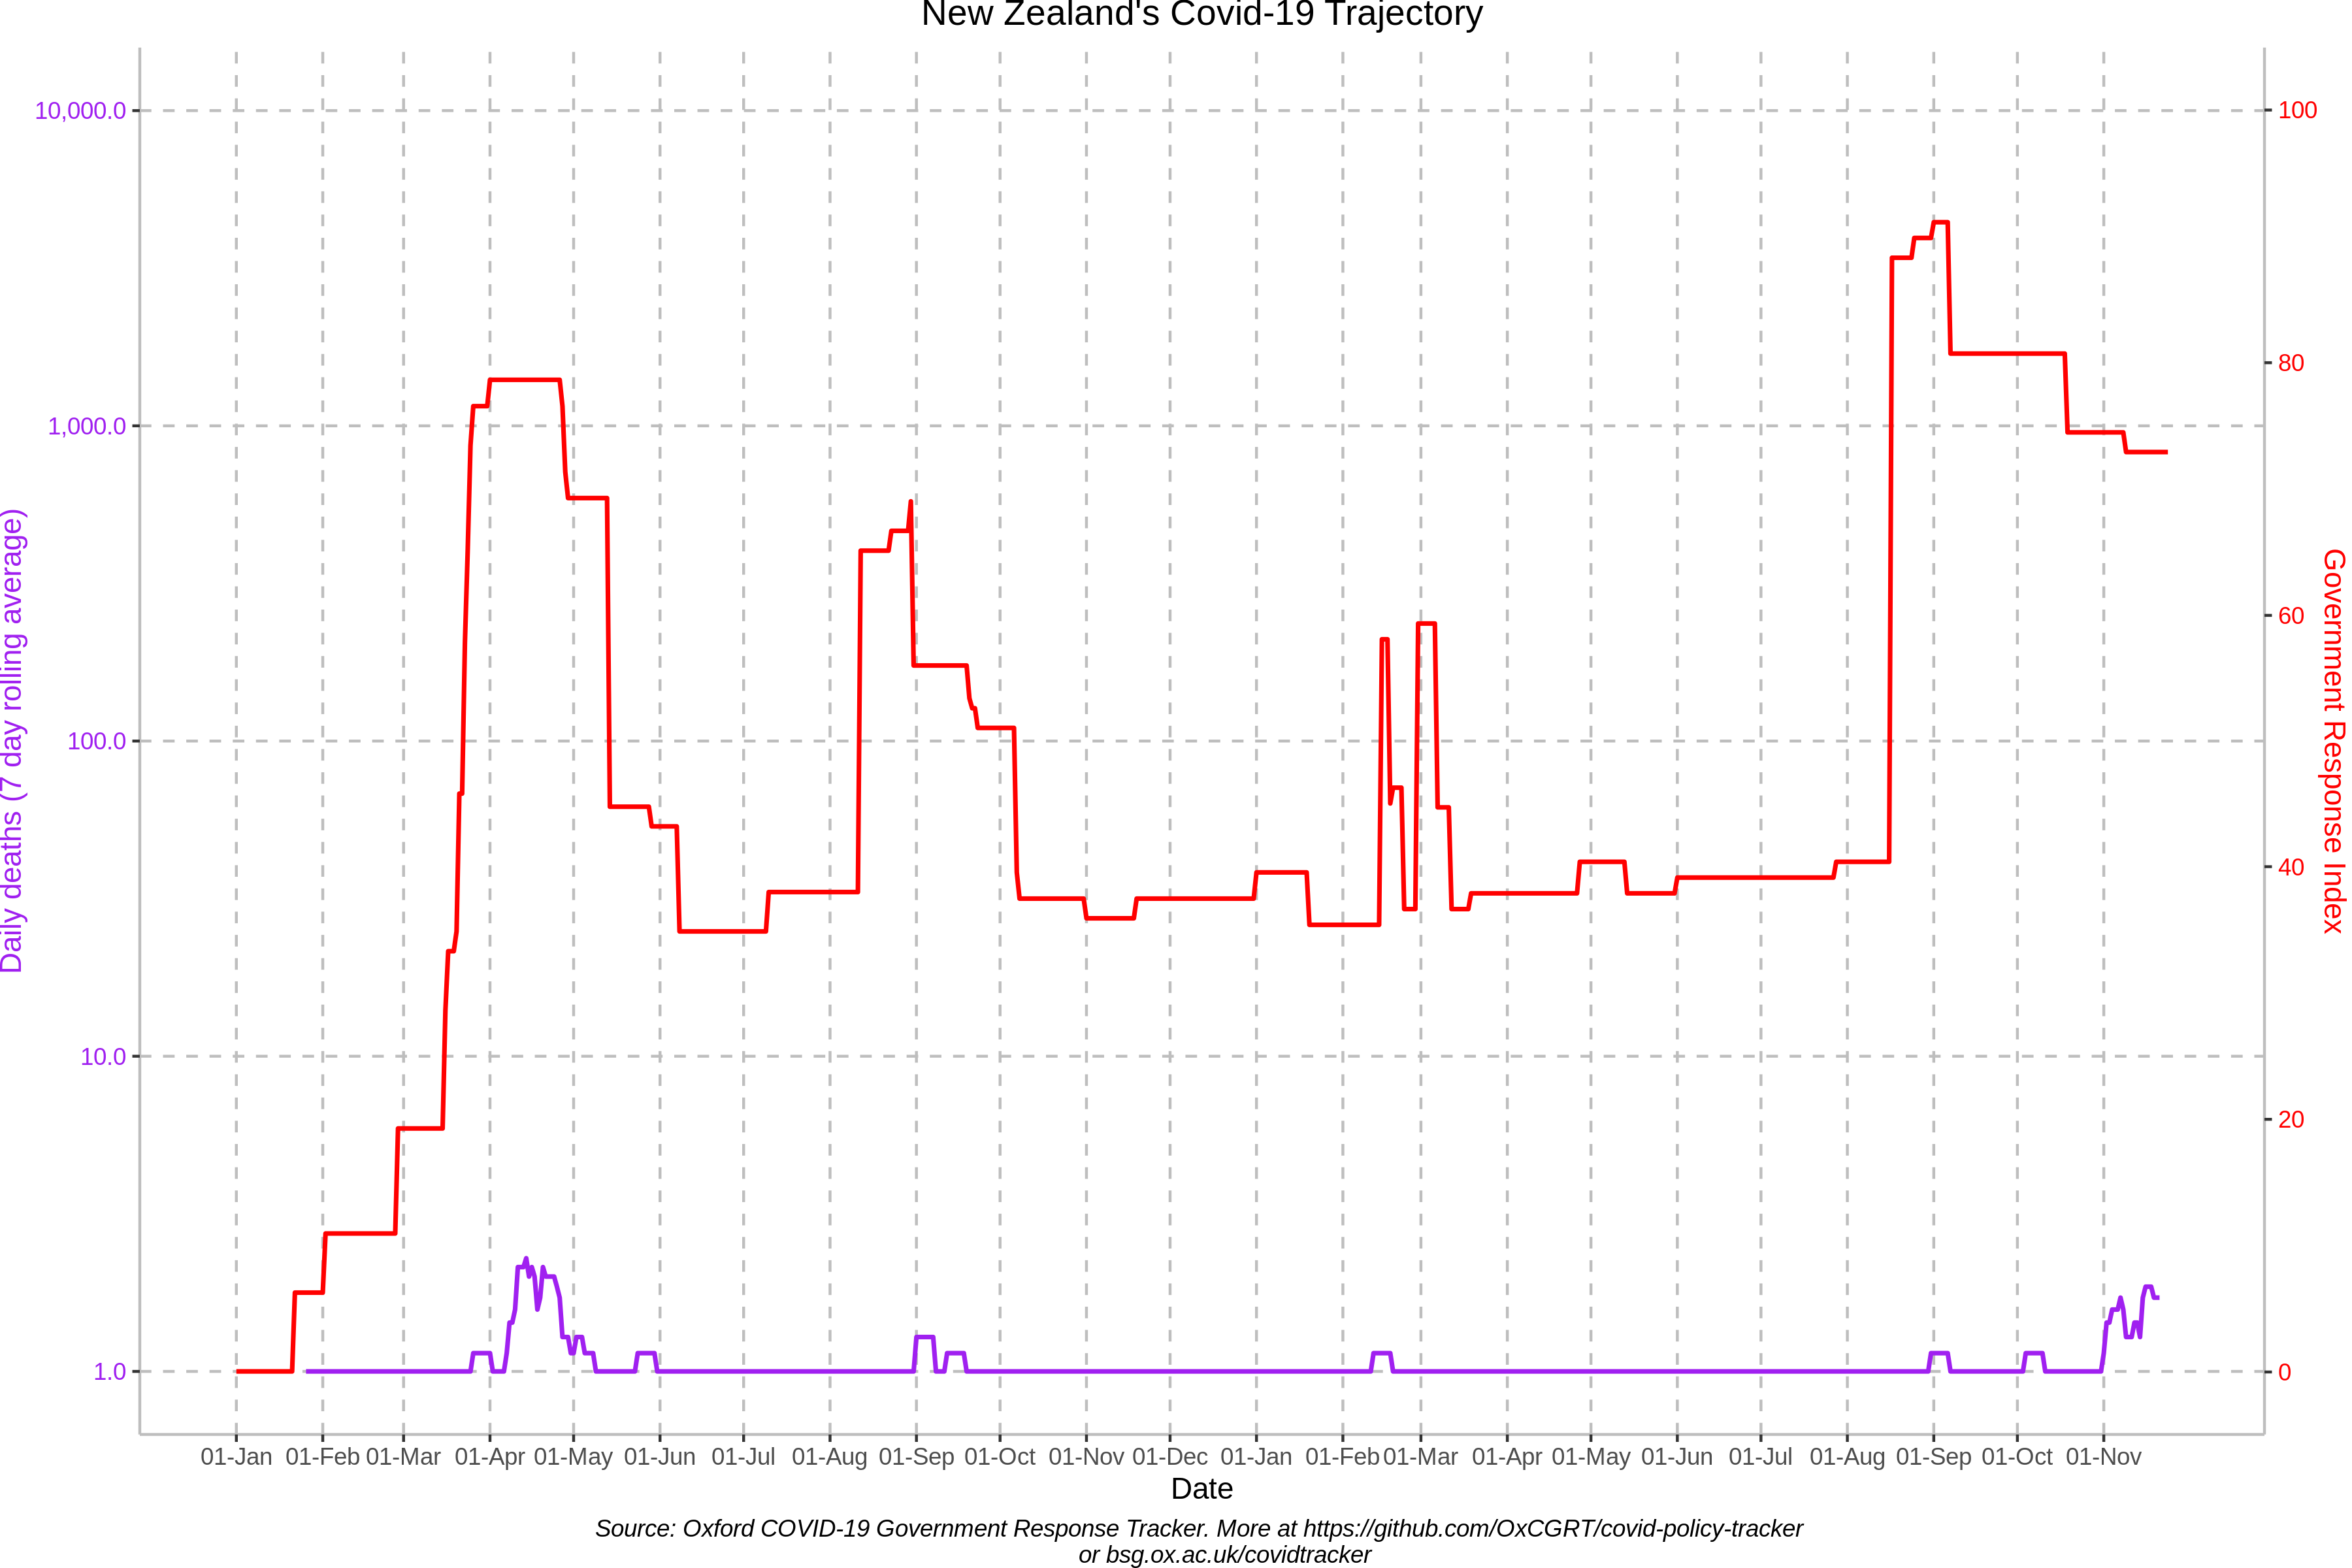 New Zealand's Covid-19 Trajectory
10,000.0
1,000.0
100.0
10.0
1.0
Daily deaths (7 day rolling average)
100
80
60
40
20
0
Government Response Index
01-Jan 01-Feb 01-Mar 01-Apr 01-May 01-Jun 01-Jul 01-Aug 01-Sep 01-Oct 01-Nov 01-Dec 01-Jan 01-Feb 01-Mar 01-Apr 01-May 01-Jun 01-Jul 01-Aug 01-Sep 01-Oct 01-Nov
Date
Source: Oxford COVID-19 Government Response Tracker. More at https://github.com/OxCGRT/covid-policy-tracker
or bsg.ox.ac.uk/covidtracker